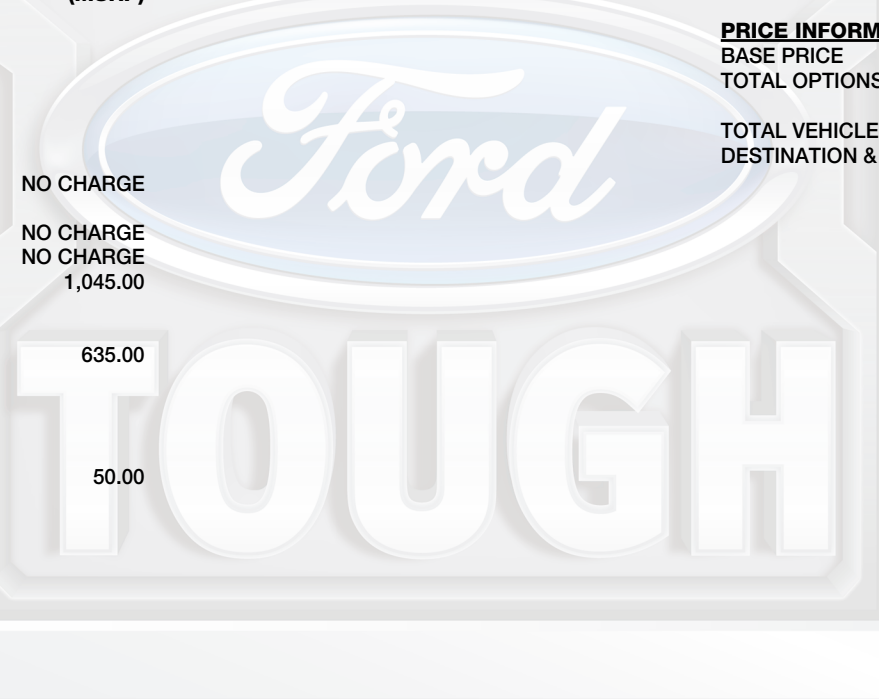 (MSRP)
PRICE INFORM
BASE PRICE
TOTAL OPTIONS
TOTAL VEHICLE
DESTINATION &
NO CHARGE
NO CHARGE
NO CHARGE
1,045.00
635.00
50.00
Ford
TOUGH